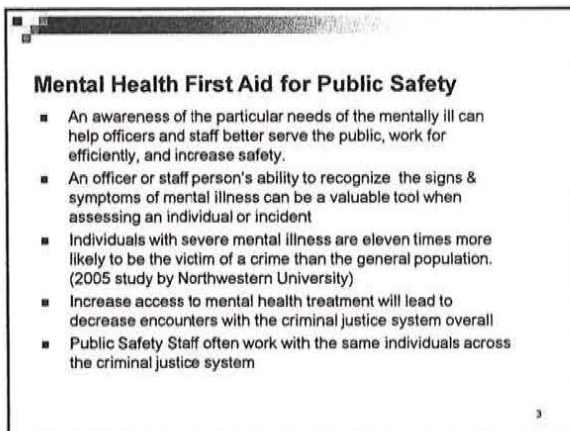 Mental Health First Aid for Public Safety
■ An awareness of the particular needs of the mentally ill can
help officers and staff better serve the public, work for
efficiently, and increase safety.
■ An officer or staff person's ability to recognize the signs &
symptoms of mental illness can be a valuable tool when
assessing an individual or incident
■ Individuals with severe mental illness are eleven times more
likely to be the victim of a crime than the general population.
(2005 study by Northwestern University)
■ Increase access to mental health treatment will lead to
decrease encounters with the criminal justice system overall
■ Public Safety Staff often work with the same individuals across
the criminal justice system
3